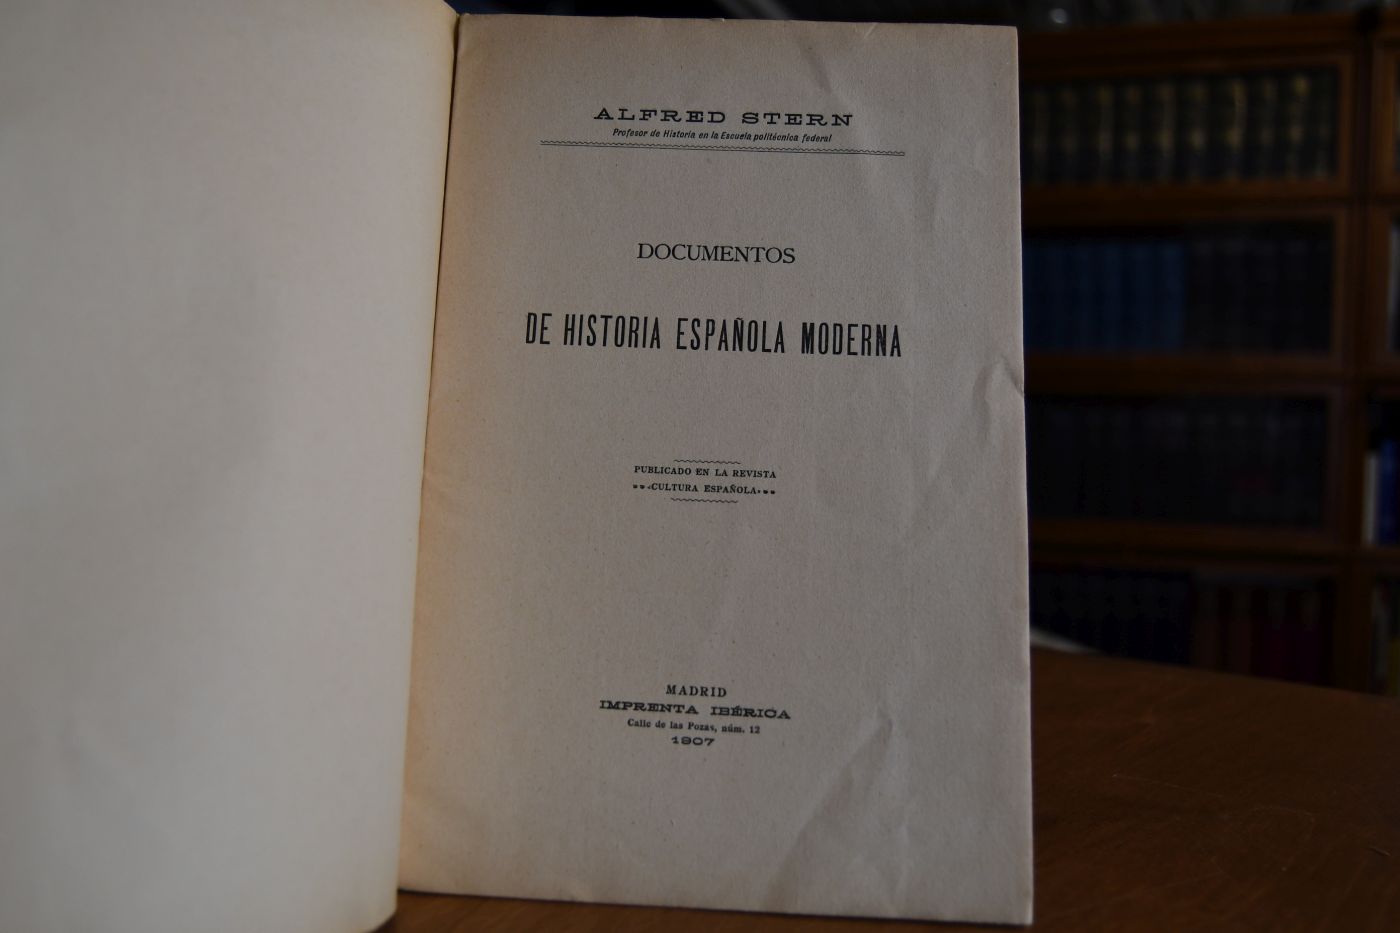 ALFRED STERN
Profesor de Historia en la Escuela politécnica federal
DOCUMENTOS
DE HISTORIA ESPAÑOLA MODERNA
PUBLICADO EN LA REVISTA
«CULTURA ESPAÑOLA»
MADRID
IMPRENTA IBÉRICA
Calle de las Pozas, núm. 12
1907